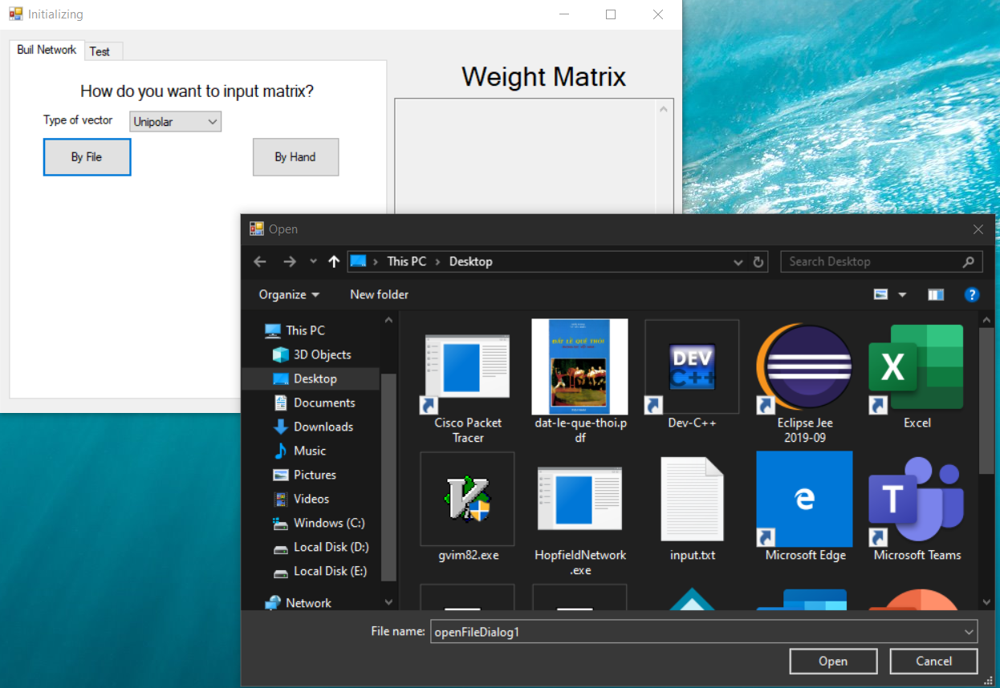 Initializing
Buil Network
Test
How do you want to input matrix?
Type of vector
Unipolar
By File
By Hand
Weight Matrix
Open
This PC
Desktop
Search Desktop
Organize
New folder
This PC
3D Objects
Desktop
Documents
Downloads
Music
Pictures
Videos
Windows (C:)
Local Disk (D:)
Local Disk (E:)
Network
Cisco Packet
Tracer
dat-le-que-thoi.p
df
DEV
C++
Dev-C++
Eclipse Jee
2019-09
X
Excel
gvim82.exe
HopfieldNetwork
.exe
input.txt
Microsoft Edge
T
Microsoft Teams
File name:
openFileDialog1
Open
Cancel